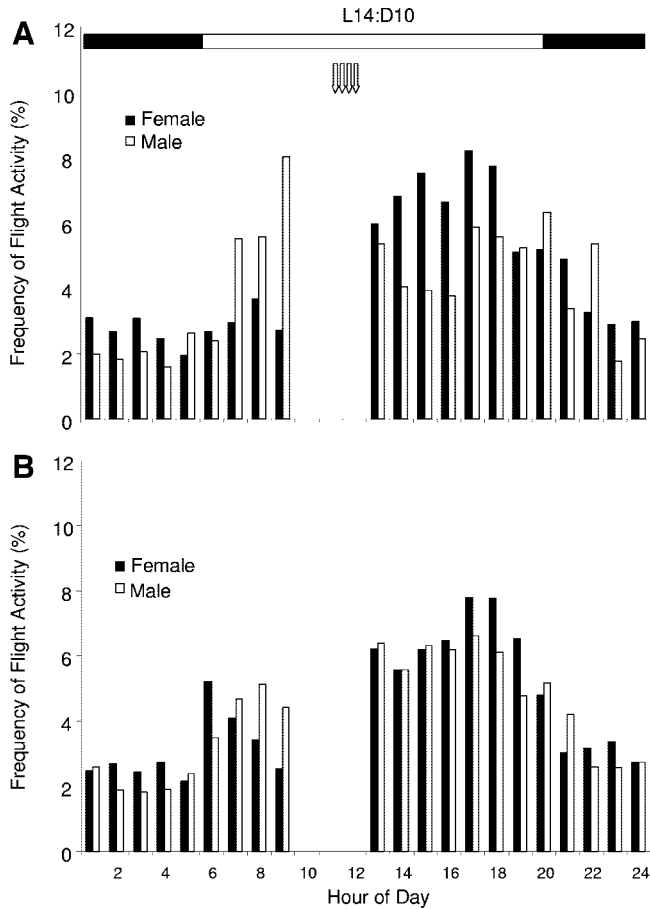 L14:D10
A
12
10
8
6
4
2
0
Frequency of Flight Activity (%)
Female
Male
B
12
10
8
6
4
2
0
Frequency of Flight Activity (%)
Female
Male
2 4 6 8 10 12 14 16 18 20 22 24
Hour of Day